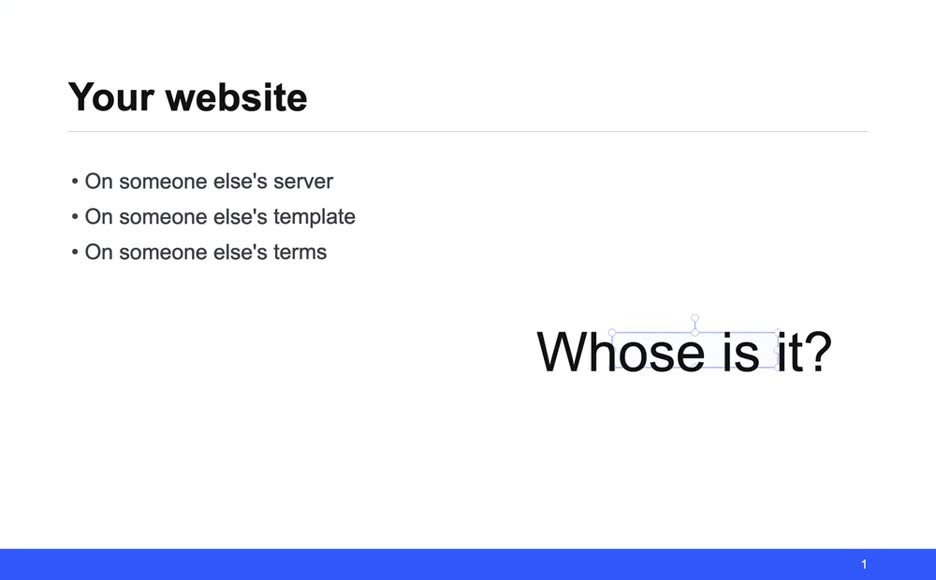 Your website
• On someone else's server
• On someone else's template
• On someone else's terms
Whose is it?
1